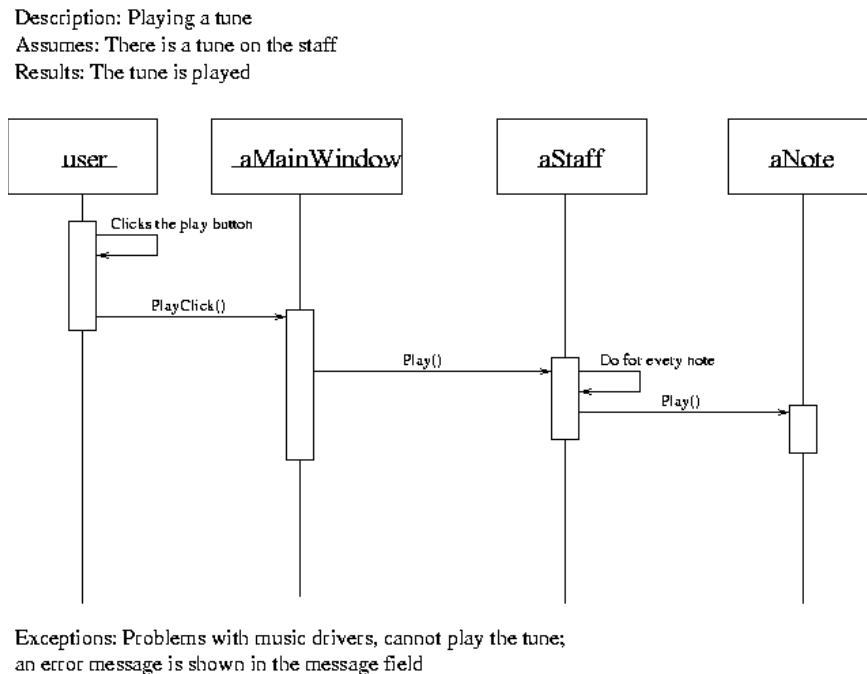 Description: Playing a tune
Assumes: There is a tune on the staff
Results: The tune is played
user
aMainWindow
aStaff
aNote
Clicks the play button
PlayClick()
Play()
Do for every note
Play()
Exceptions: Problems with music drivers, cannot play the tune;
an error message is shown in the message field